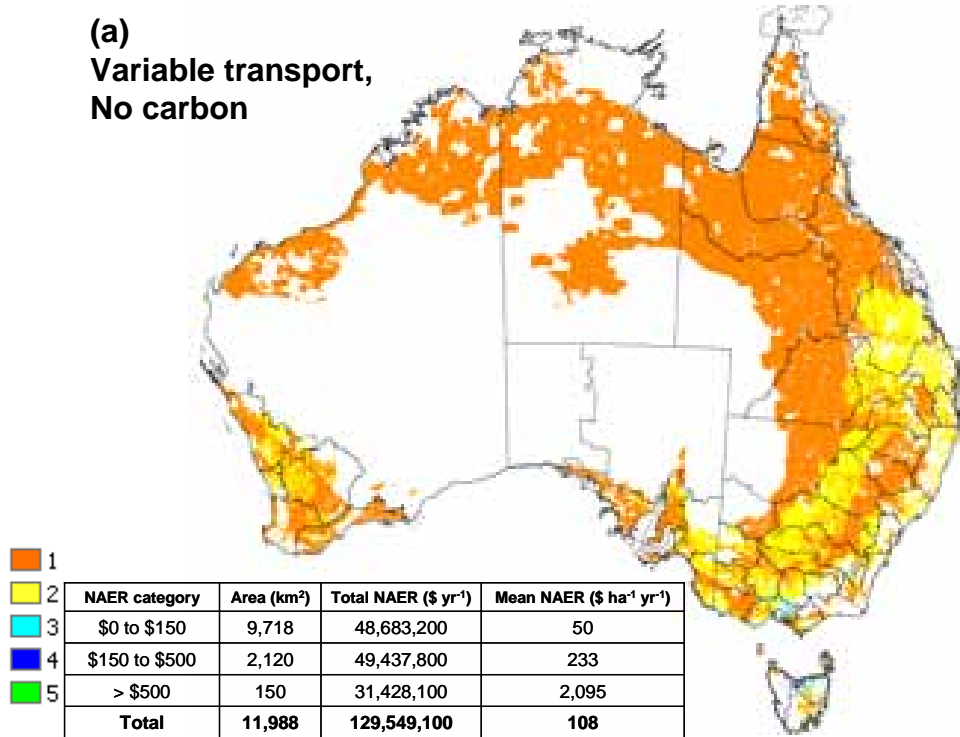 (a)
Variable transport,
No carbon
1
2
3
4
5
NAER category Area (km²) Total NAER ($ yr⁻¹) Mean NAER ($ ha⁻¹ yr⁻¹)
$0 to $150 9,718 48,683,200 50
$150 to $500 2,120 49,437,800 233
> $500 150 31,428,100 2,095
Total 11,988 129,549,100 108